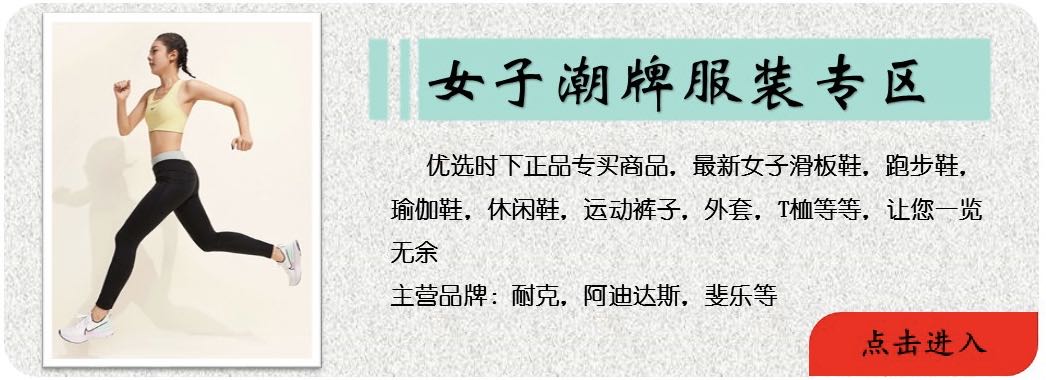 女子潮牌服装专区
优选时下正品专买商品，最新女子滑板鞋，跑步鞋，
瑜伽鞋，休闲鞋，运动裤子，外套，T桖等等，让您一览
无余
主营品牌：耐克，阿迪达斯，斐乐等
点击进入